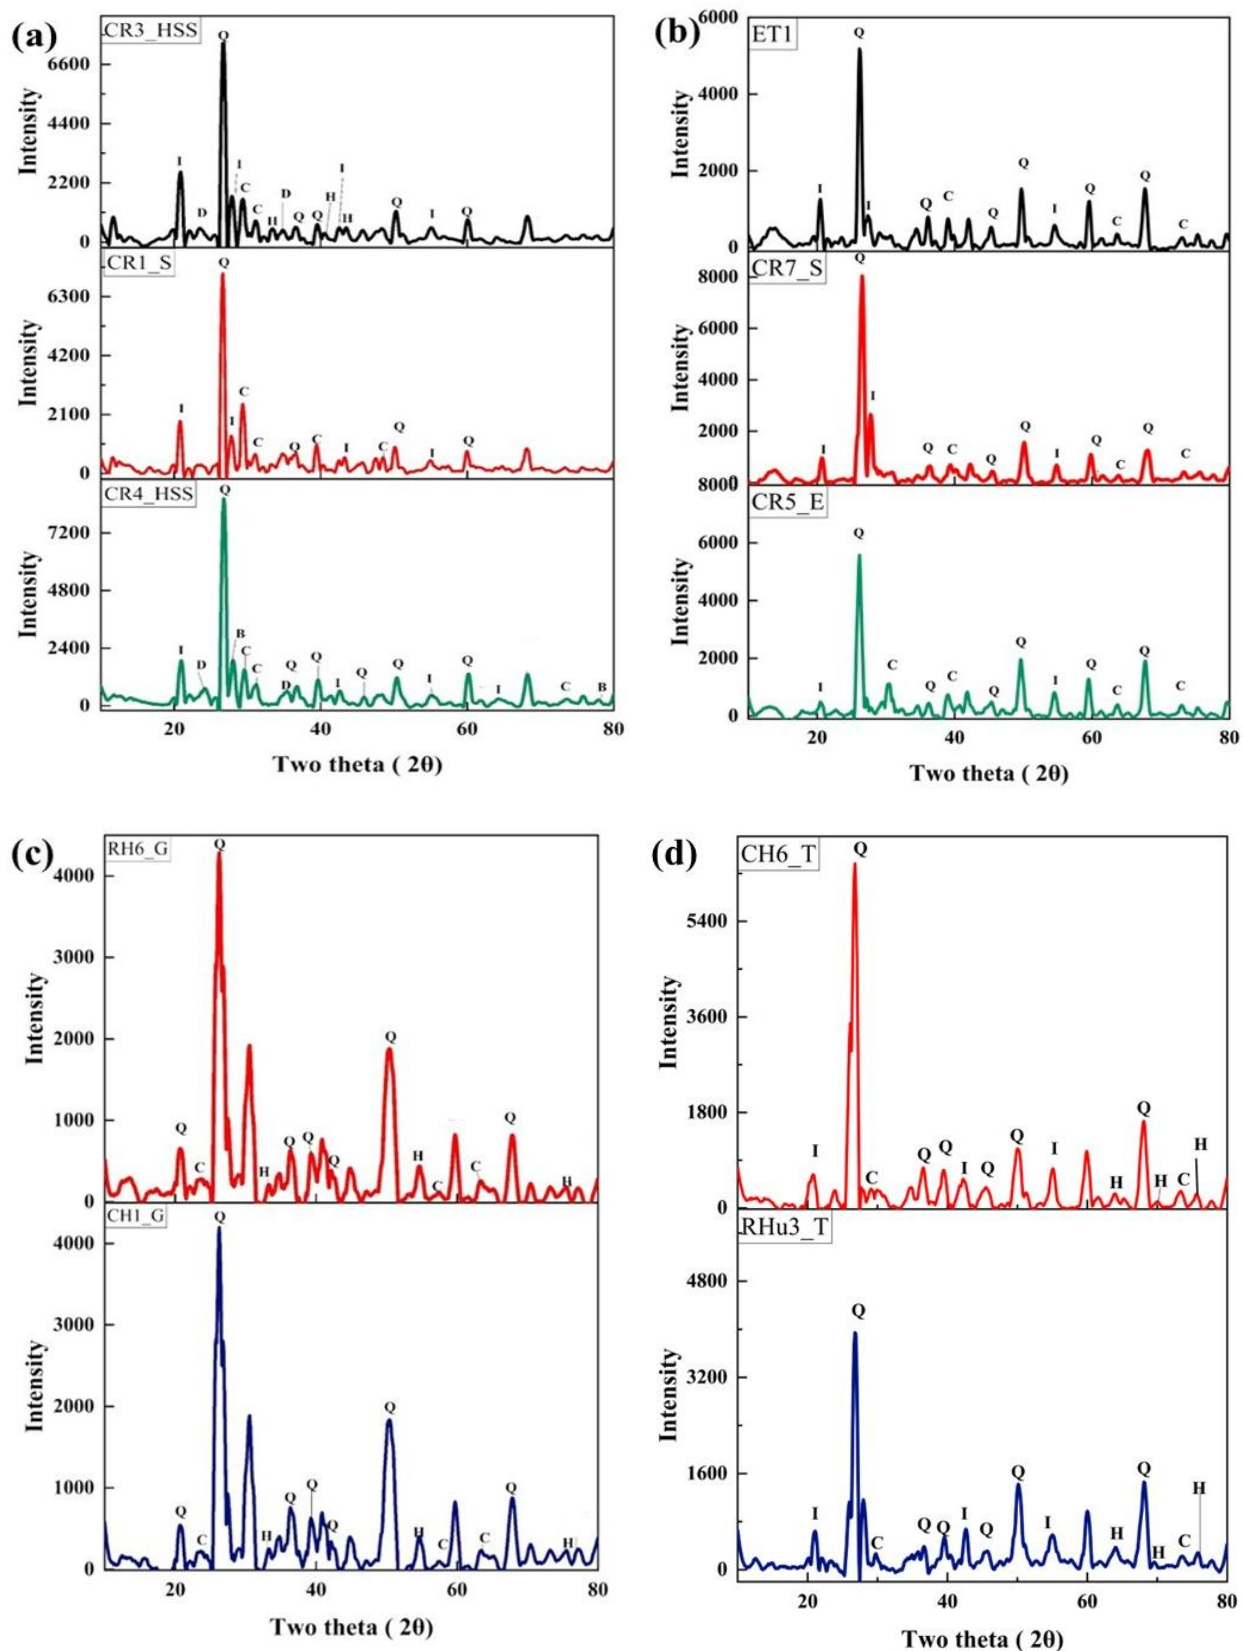 (a)
CR3_HSS
Intensity
6600
4400
2200
0
Q
I
D
I
C
C
H
D
Q
Q
H
I
H
Q
I
Q
CR1_S
Intensity
6300
4200
2100
0
Q
I
I
C
C
Q
C
I
C
Q
I
Q
CR4_HSS
Intensity
7200
4800
2400
0
Q
I
D
B
C
C
D
Q
Q
I
Q
Q
I
Q
I
C
B
20 40 60 80
Two theta ( 2θ)
(b)
ET1
Intensity
6000
4000
2000
0
Q
I
I
Q
C
Q
Q
I
Q
C
Q
C
CR7_S
Intensity
8000
6000
4000
2000
Q
I
I
Q
C
Q
Q
I
Q
C
Q
C
CR5_E
Intensity
8000
6000
4000
2000
0
Q
I
C
Q
C
Q
Q
I
Q
C
Q
C
20 40 60 80
Two theta ( 2θ)
(c)
RH6_G
Intensity
4000
3000
2000
1000
0
Q
Q
C
H
Q
Q
Q
Q
H
C
C
Q
H
CH1_G
Intensity
4000
3000
2000
1000
0
Q
Q
C
H
Q
Q
Q
Q
H
C
C
Q
H
20 40 60 80
Two theta ( 2θ)
(d)
CH6_T
Intensity
5400
3600
1800
0
Q
I
C
Q
Q
I
Q
Q
I
H
Q
H
C
H
RHu3_T
Intensity
4800
3200
1600
0
Q
I
C
Q
Q
I
Q
Q
I
H
Q
H
C
H
20 40 60 80
Two theta ( 2θ)